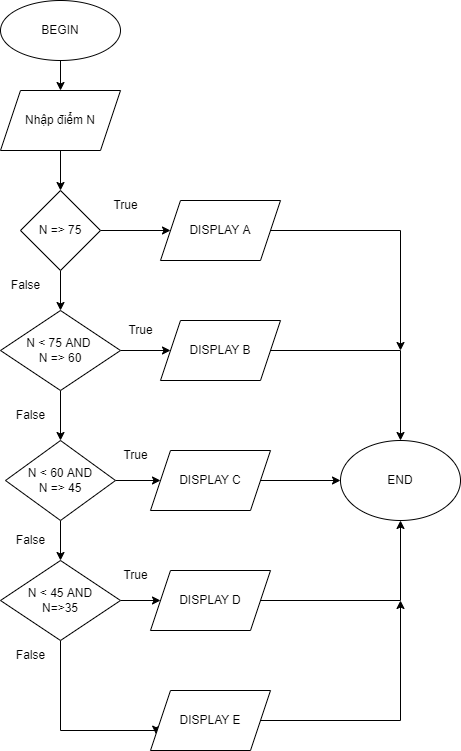 BEGIN
Nhập điểm N
N => 75
True
DISPLAY A
False
N < 75 AND
N => 60
True
DISPLAY B
False
N < 60 AND
N => 45
True
DISPLAY C
END
False
N < 45 AND
N=>35
True
DISPLAY D
False
DISPLAY E